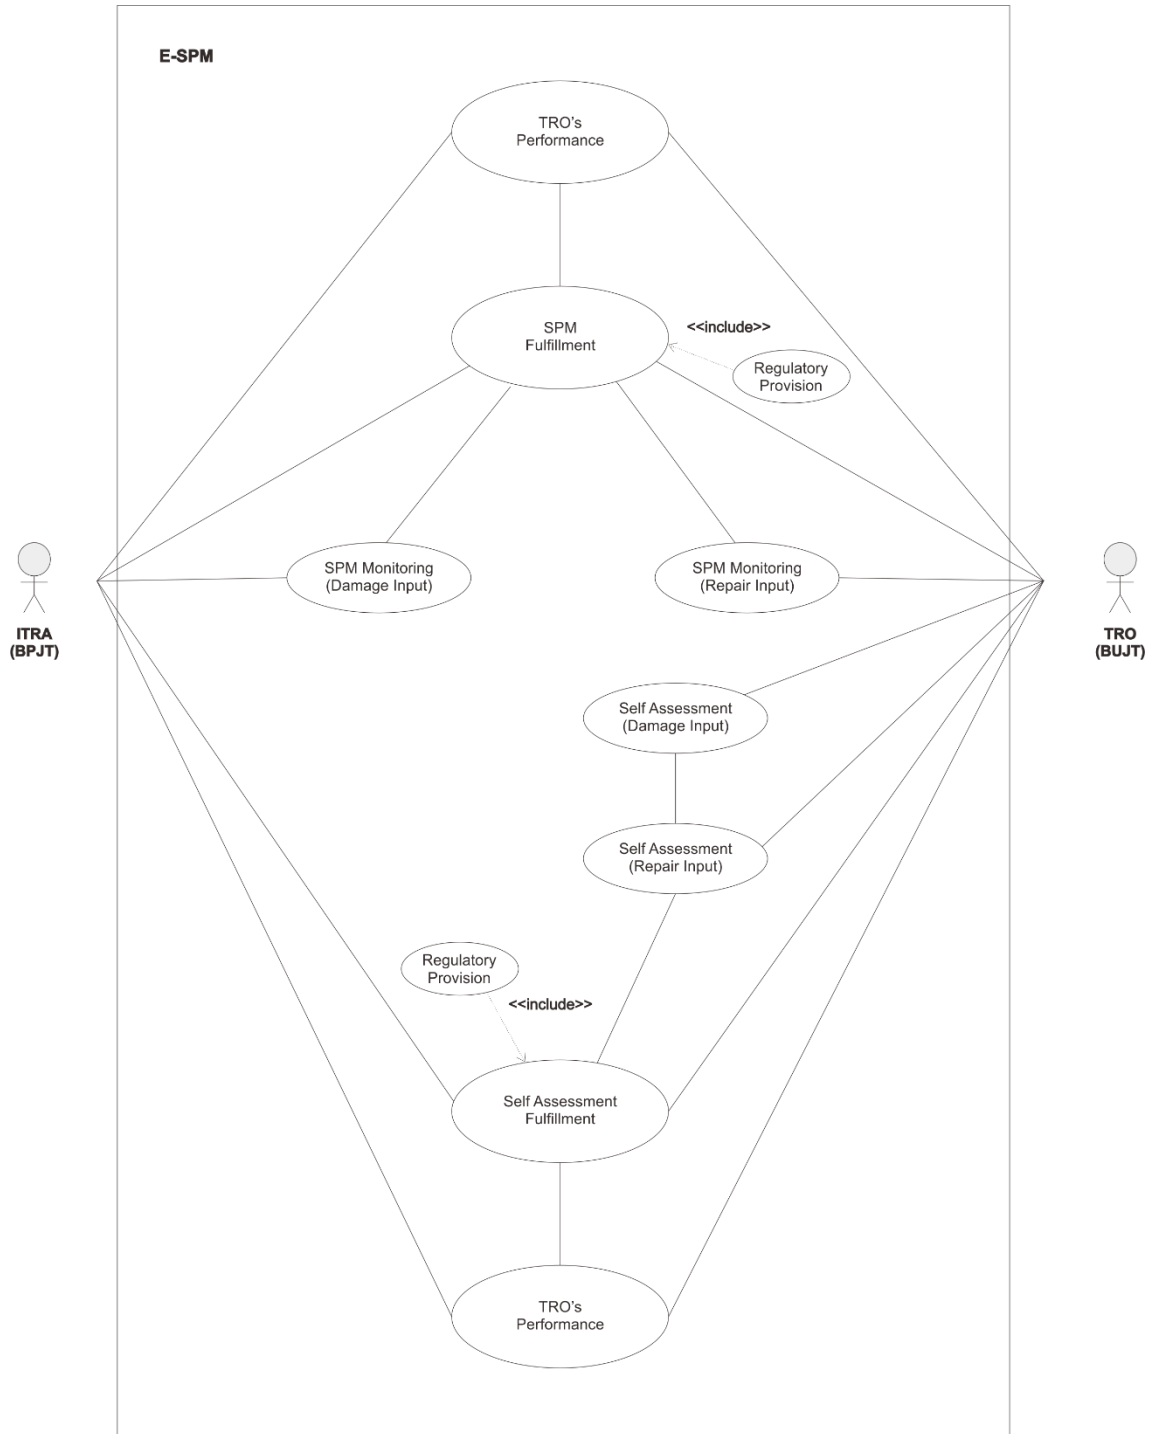 E-SPM
TRO's
Performance
SPM
Fulfillment
<<include>>
Regulatory
Provision
SPM Monitoring
(Damage Input)
SPM Monitoring
(Repair Input)
ITRA
(BPJT)
TRO
(BUJT)
Self Assessment
(Damage Input)
Self Assessment
(Repair Input)
Regulatory
Provision
<<include>>
Self Assessment
Fulfillment
TRO's
Performance